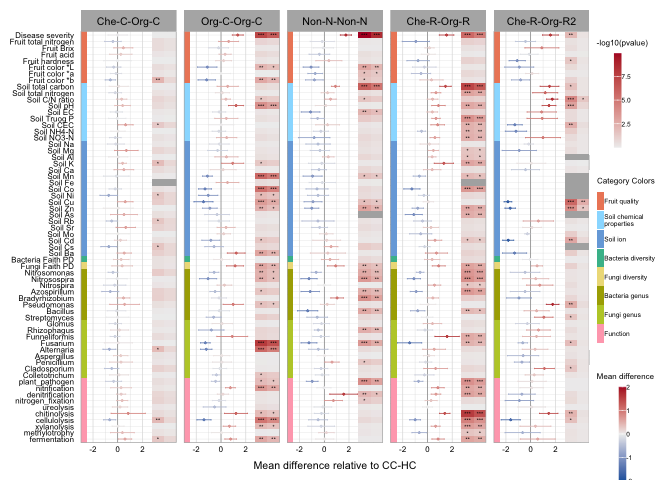 Che-C-Org-C Org-C-Org-C Non-N-Non-N Che-R-Org-R Che-R-Org-R2
Disease severity
Fruit total nitrogen
Fruit Brix
Fruit acid
Fruit hardness
Fruit color *L
Fruit color *a
Fruit color *b
Soil total carbon
Soil total nitrogen
Soil C/N ratio
Soil pH
Soil EC
Soil Truog P
Soil CEC
Soil NH4-N
Soil NO3-N
Soil Na
Soil Mg
Soil Al
Soil K
Soil Ca
Soil Mn
Soil Fe
Soil Co
Soil Ni
Soil Cu
Soil Zn
Soil As
Soil Rb
Soil Sr
Soil Mo
Soil Cd
Soil Cs
Soil Ba
Bacteria Faith PD
Fungi Faith PD
Nitrosomonas
Nitrosospira
Nitrospira
Azospirillum
Bradyrhizobium
Pseudomonas
Bacillus
Streptomyces
Glomus
Rhizophagus
Funneliformis
Fusarium
Alternaria
Aspergillus
Penicillium
Cladosporium
Colletotrichum
plant_pathogen
nitrification
denitrification
nitrogen_fixation
ureolysis
chitinolysis
cellulolysis
xylanolysis
methylotrophy
fermentation
-2 0 2 -2 0 2 -2 0 2 -2 0 2 -2 0 2
Mean difference relative to CC-HC
-log10(pvalue)
7.5
5.0
2.5
Category Colors
Fruit quality
Soil chemical
properties
Soil ion
Bacteria diversity
Fungi diversity
Bacteria genus
Fungi genus
Function
Mean difference
2
1
0
-1
-2